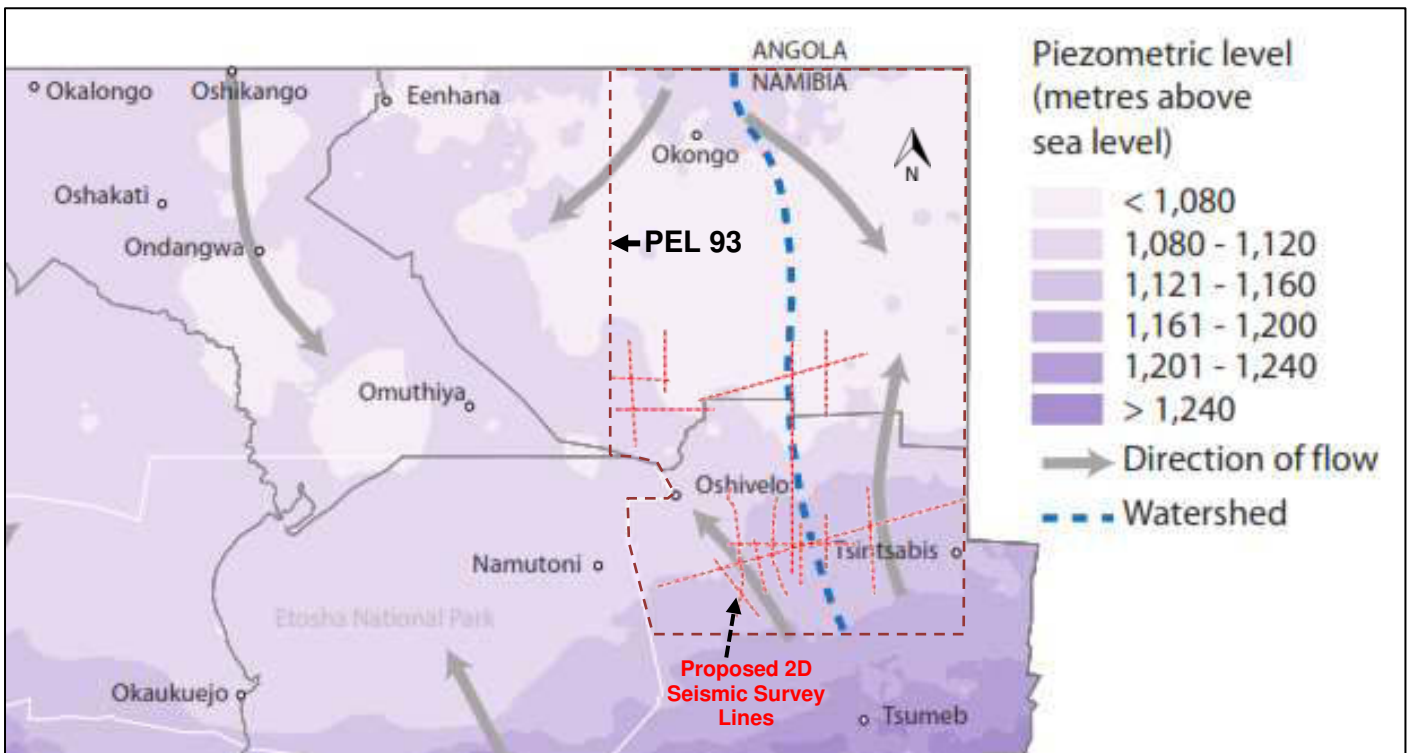 ANGOLA
NAMIBIA
Okalongo
Oshikango
Eenhana
Okongo
N
Oshakati
Ondangwa
PEL 93
Omuthiya
Oshivelo
Namutoni
Tsintsabis
Etosha National Park
Proposed 2D
Seismic Survey
Lines
Okaukuejo
Tsumeb
Piezometric level
(metres above
sea level)
< 1,080
1,080 - 1,120
1,121 - 1,160
1,161 - 1,200
1,201 - 1,240
> 1,240
Direction of flow
Watershed